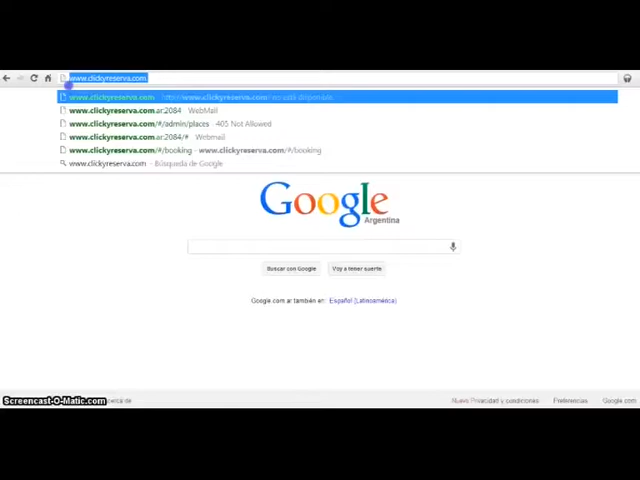 www.clickyreserva.com
www.clickyreserva.com http://www.clickyreserva.com/ no está disponible
www.clickyreserva.com.ar:2084 WebMail
www.clickyreserva.com/#/admin/places - 405 Not Allowed
www.clickyreserva.com.ar:2084/# - Webmail
www.clickyreserva.com/#/booking - www.clickyreserva.com/#/booking
www.clickyreserva.com - Búsqueda de Google
Google
Argentina
Buscar con Google Voy a tener suerte
Google.com.ar también en: Español (Latinoamérica)
Screencast-O-Matic.com cerca de Privacidad y condiciones Preferencias Google.com